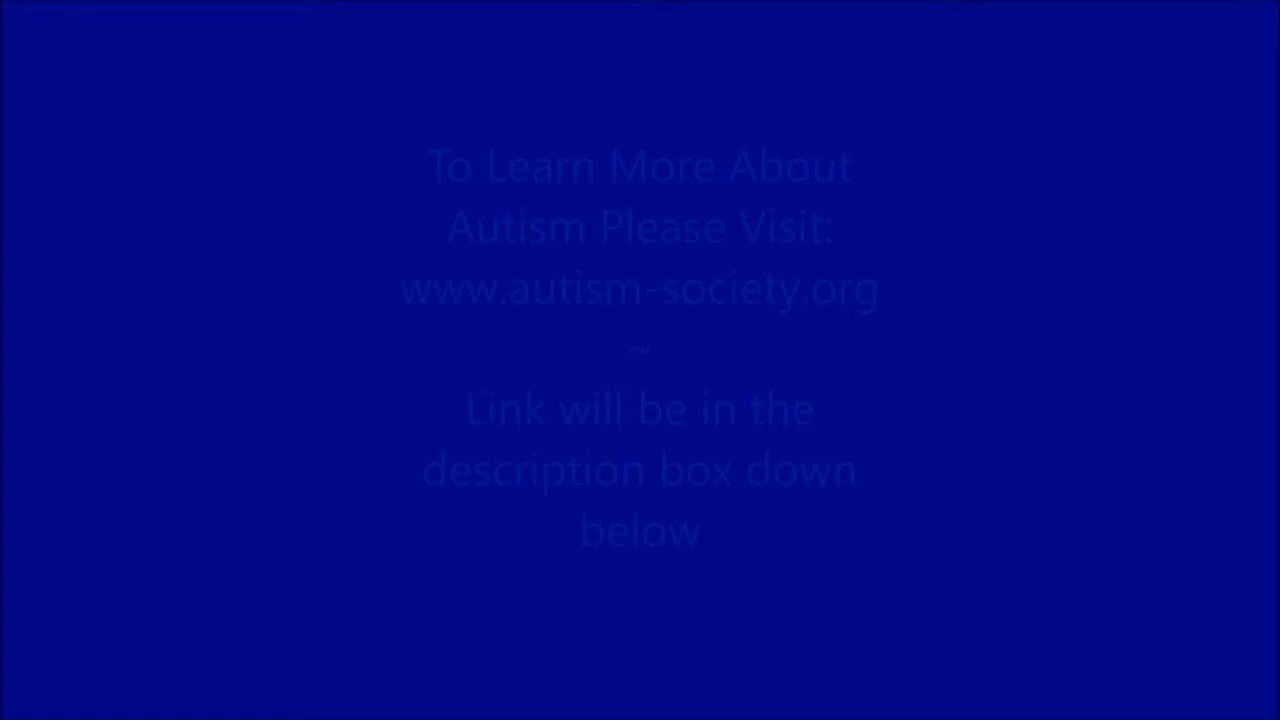 To Learn More About
Autism Please Visit:
www.autism-society.org
~
Link will be in the
description box down
below